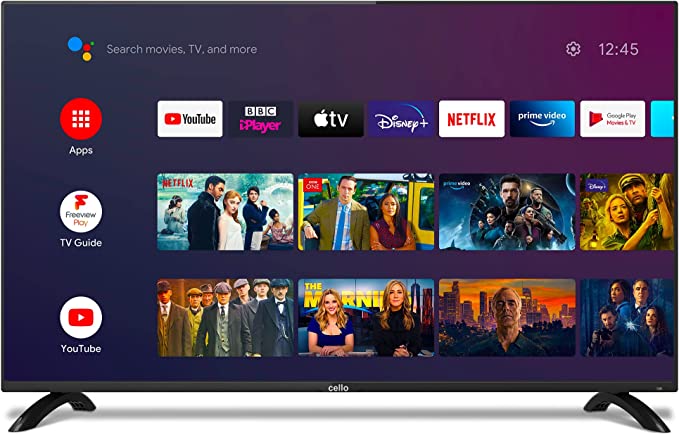 Search movies, TV, and more
12:45
YouTube
BBC
iPlayer
tv
Disney+
NETFLIX
prime video
Google Play
Movies & TV
Apps
NETFLIX
BBC
ONE
prime video
Disney+
Freeview
Play
TV Guide
THE
MORNIN
YouTube
cello